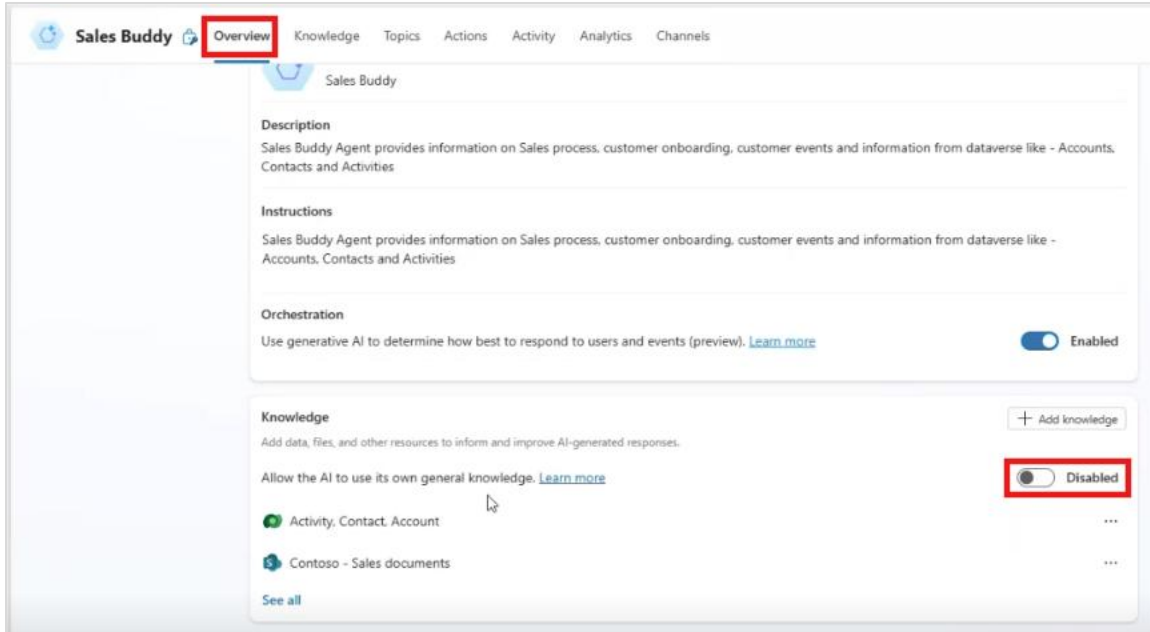 Sales Buddy Overview Knowledge Topics Actions Activity Analytics Channels
Sales Buddy
Description
Sales Buddy Agent provides information on Sales process, customer onboarding, customer events and information from dataverse like - Accounts,
Contacts and Activities
Instructions
Sales Buddy Agent provides information on Sales process, customer onboarding, customer events and information from dataverse like -
Accounts, Contacts and Activities
Orchestration
Use generative AI to determine how best to respond to users and events (preview). Learn more Enabled
Knowledge + Add knowledge
Add data, files, and other resources to inform and improve AI-generated responses.
Allow the AI to use its own general knowledge. Learn more Disabled
Activity, Contact, Account ...
Contoso - Sales documents ...
See all